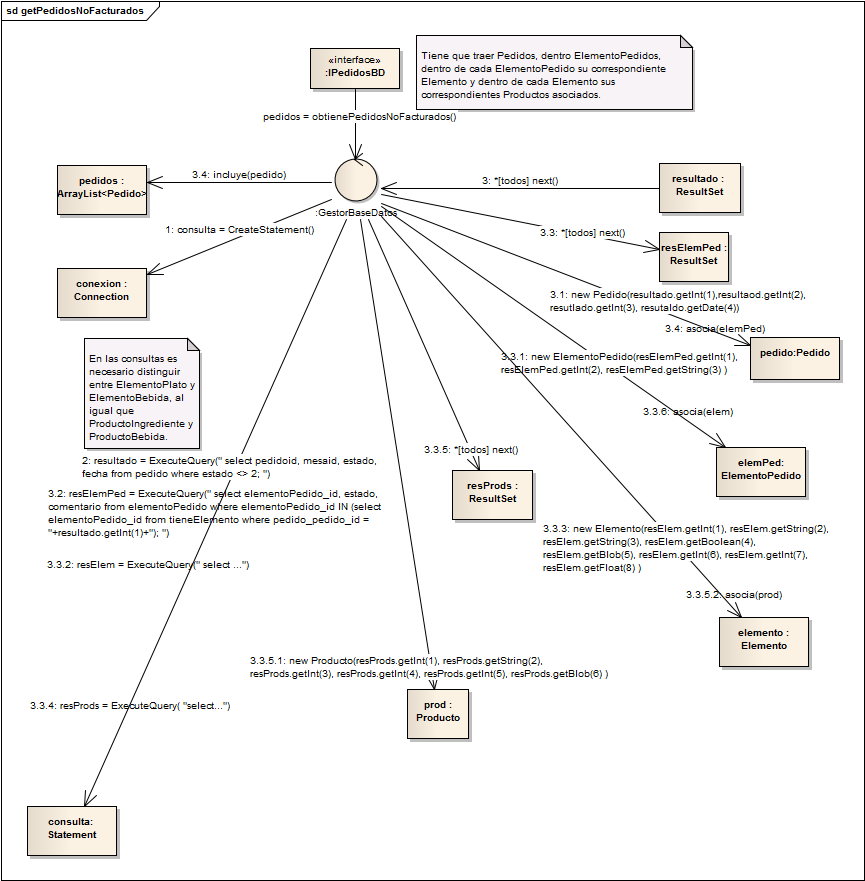 sd getPedidosNoFacturados
«interface»
:IPedidosBD
Tiene que traer Pedidos, dentro ElementoPedidos,
dentro de cada ElementoPedido su correspondiente
Elemento y dentro de cada Elemento sus
correspondientes Productos asociados.
pedidos = obtienePedidosNoFacturados()
pedidos :
ArrayList<Pedido>
3.4: incluye(pedido)
3: *[todos] next()
resultado :
ResultSet
:GestorBaseDatos
1: consulta = CreateStatement()
3.3: *[todos] next()
resElemPed :
ResultSet
conexion :
Connection
3.1: new Pedido(resultado.getInt(1),resultaod.getInt(2),
resutlado.getInt(3), resutaldo.getDate(4))
3.4: asocia(elemPed)
pedido:Pedido
En las consultas es
necesario distinguir
entre ElementoPlato y
ElementoBebida, al
igual que
ProductoIngrediente y
ProductoBebida.
3.3.1: new ElementoPedido(resElemPed.getInt(1),
resElemPed.getInt(2), resElemPed.getString(3) )
3.3.6: asocia(elem)
3.3.5: *[todos] next()
elemPed:
ElementoPedido
2: resultado = ExecuteQuery(" select pedidoid, mesaid, estado,
fecha from pedido where estado <> 2; ")
resProds :
ResultSet
3.2: resElemPed = ExecuteQuery(" select elementoPedido_id, estado,
comentario from elementoPedido where elementoPedido_id IN (select
elementoPedido_id from tieneElemento where pedido_pedido_id =
"+resultado.getInt(1)+"); ")
3.3.3: new Elemento(resElem.getInt(1), resElem.getString(2),
resElem.getString(3), resElem.getBoolean(4),
resElem.getBlob(5), resElem.getInt(6), resElem.getInt(7),
resElem.getFloat(8) )
3.3.2: resElem = ExecuteQuery(" select ...")
3.3.5.2: asocia(prod)
elemento :
Elemento
3.3.5.1: new Producto(resProds.getInt(1), resProds.getString(2),
resProds.getInt(3), resProds.getInt(4), resProds.getInt(5), resProds.getBlob(6) )
3.3.4: resProds = ExecuteQuery( "select...")
prod :
Producto
consulta:
Statement